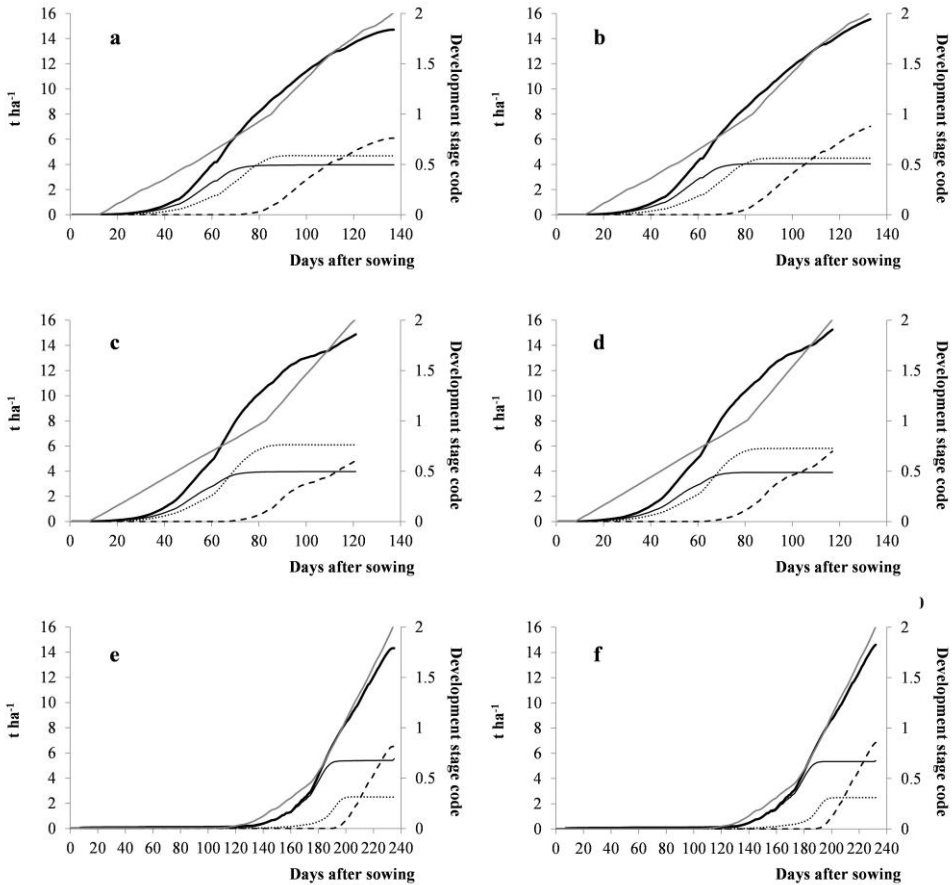 a
b
16 14 12 10 8 6 4 2 0
t ha-1
2 1.5 1 0.5 0
Development stage code
0 20 40 60 80 100 120 140
Days after sowing
16 14 12 10 8 6 4 2 0
t ha-1
2 1.5 1 0.5 0
Development stage code
0 20 40 60 80 100 120 140
Days after sowing
c
d
16 14 12 10 8 6 4 2 0
t ha-1
2 1.5 1 0.5 0
Development stage code
0 20 40 60 80 100 120 140
Days after sowing
16 14 12 10 8 6 4 2 0
t ha-1
2 1.5 1 0.5 0
Development stage code
0 20 40 60 80 100 120 140
Days after sowing
)
e
f
16 14 12 10 8 6 4 2 0
t ha-1
2 1.5 1 0.5 0
Development stage code
0 20 40 60 80 100 120 140 160 180 200 220 240
Days after sowing
16 14 12 10 8 6 4 2 0
t ha-1
2 1.5 1 0.5 0
Development stage code
0 20 40 60 80 100 120 140 160 180 200 220 240
Days after sowing